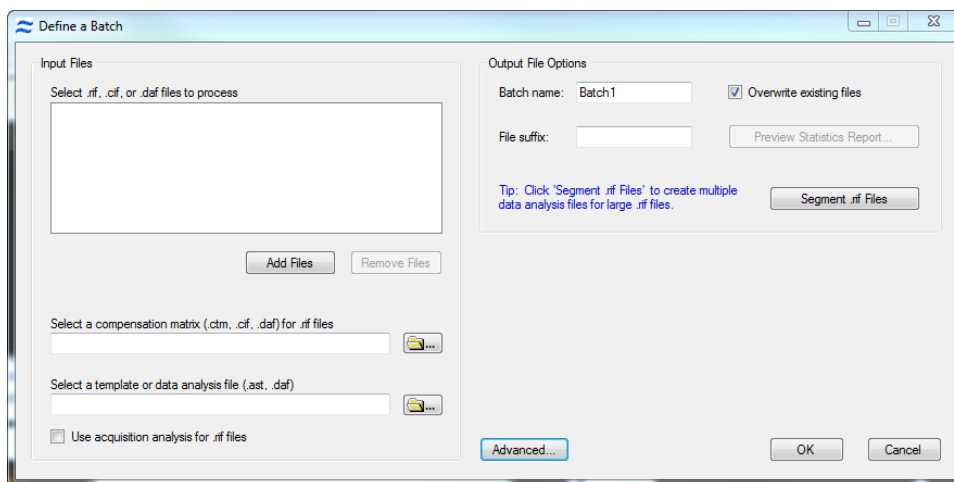 Define a Batch
Input Files
Select .rif, .cif, or .daf files to process
Add Files
Remove Files
Select a compensation matrix (.ctm, .cif, .daf) for .rif files
...
Select a template or data analysis file (.ast, .daf)
...
Use acquisition analysis for .rif files
Output File Options
Batch name:
Batch1
Overwrite existing files
File suffix:
Preview Statistics Report...
Tip: Click 'Segment .rif Files' to create multiple
data analysis files for large .rif files.
Segment .rif Files
Advanced...
OK
Cancel